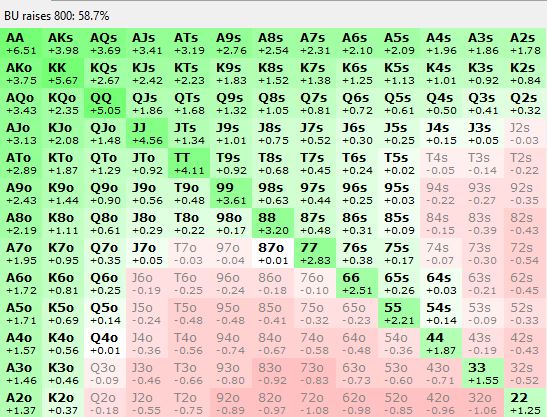 BU raises 800: 58.7%
AA AKs AQs AJs ATs A9s A8s A7s A6s A5s A4s A3s A2s
+6.51 +3.98 +3.69 +3.41 +3.19 +2.76 +2.54 +2.31 +2.10 +2.09 +1.96 +1.86 +1.78
AKo KK KQs KJs KTs K9s K8s K7s K6s K5s K4s K3s K2s
+3.75 +5.67 +2.67 +2.42 +2.23 +1.83 +1.52 +1.38 +1.25 +1.13 +1.01 +0.92 +0.84
AQo KQo QQ QJs QTs Q9s Q8s Q7s Q6s Q5s Q4s Q3s Q2s
+3.43 +2.35 +5.05 +1.86 +1.68 +1.32 +1.05 +0.81 +0.72 +0.61 +0.50 +0.41 +0.32
AJo KJo QJo JJ JTs J9s J8s J7s J6s J5s J4s J3s J2s
+3.13 +2.08 +1.48 +4.56 +1.34 +1.01 +0.75 +0.52 +0.30 +0.25 +0.13 +0.05 -0.03
ATo KTo QTo JTo TT T9s T8s T7s T6s T5s T4s T3s T2s
+2.89 +1.87 +1.29 +0.92 +4.11 +0.92 +0.68 +0.45 +0.24 +0.02 -0.05 -0.14 -0.22
A9o K9o Q9o J9o T9o 99 98s 97s 96s 95s 94s 93s 92s
+2.43 +1.44 +0.90 +0.56 +0.48 +3.61 +0.63 +0.44 +0.25 +0.03 -0.22 -0.27 -0.35
A8o K8o Q8o J8o T8o 98o 88 87s 86s 85s 84s 83s 82s
+2.19 +1.11 +0.61 +0.29 +0.22 +0.17 +3.20 +0.48 +0.31 +0.09 -0.15 -0.39 -0.43
A7o K7o Q7o J7o T7o 97o 87o 77 76s 75s 74s 73s 72s
+1.95 +0.95 +0.35 +0.05 -0.03 -0.04 +0.01 +2.83 +0.38 +0.17 -0.07 -0.30 -0.54
A6o K6o Q6o J6o T6o 96o 86o 76o 66 65s 64s 63s 62s
+1.72 +0.81 +0.25 -0.19 -0.25 -0.24 -0.18 -0.10 +2.51 +0.26 +0.03 -0.21 -0.45
A5o K5o Q5o J5o T5o 95o 85o 75o 65o 55 54s 53s 52s
+1.71 +0.69 +0.14 -0.24 -0.48 -0.48 -0.41 -0.32 -0.23 +2.21 +0.14 -0.09 -0.33
A4o K4o Q4o J4o T4o 94o 84o 74o 64o 54o 44 43s 42s
+1.57 +0.56 +0.01 -0.36 -0.56 -0.74 -0.67 -0.58 -0.48 -0.36 +1.87 -0.19 -0.43
A3o K3o Q3o J3o T3o 93o 83o 73o 63o 53o 43o 33 32s
+1.46 +0.46 -0.09 -0.46 -0.66 -0.80 -0.92 -0.83 -0.73 -0.60 -0.71 +1.55 -0.52
A2o K2o Q2o J2o T2o 92o 82o 72o 62o 52o 42o 32o 22
+1.37 +0.37 -0.18 -0.55 -0.75 -0.89 -0.97 -1.08 -0.98 -0.85 -0.96 -1.06 +1.25